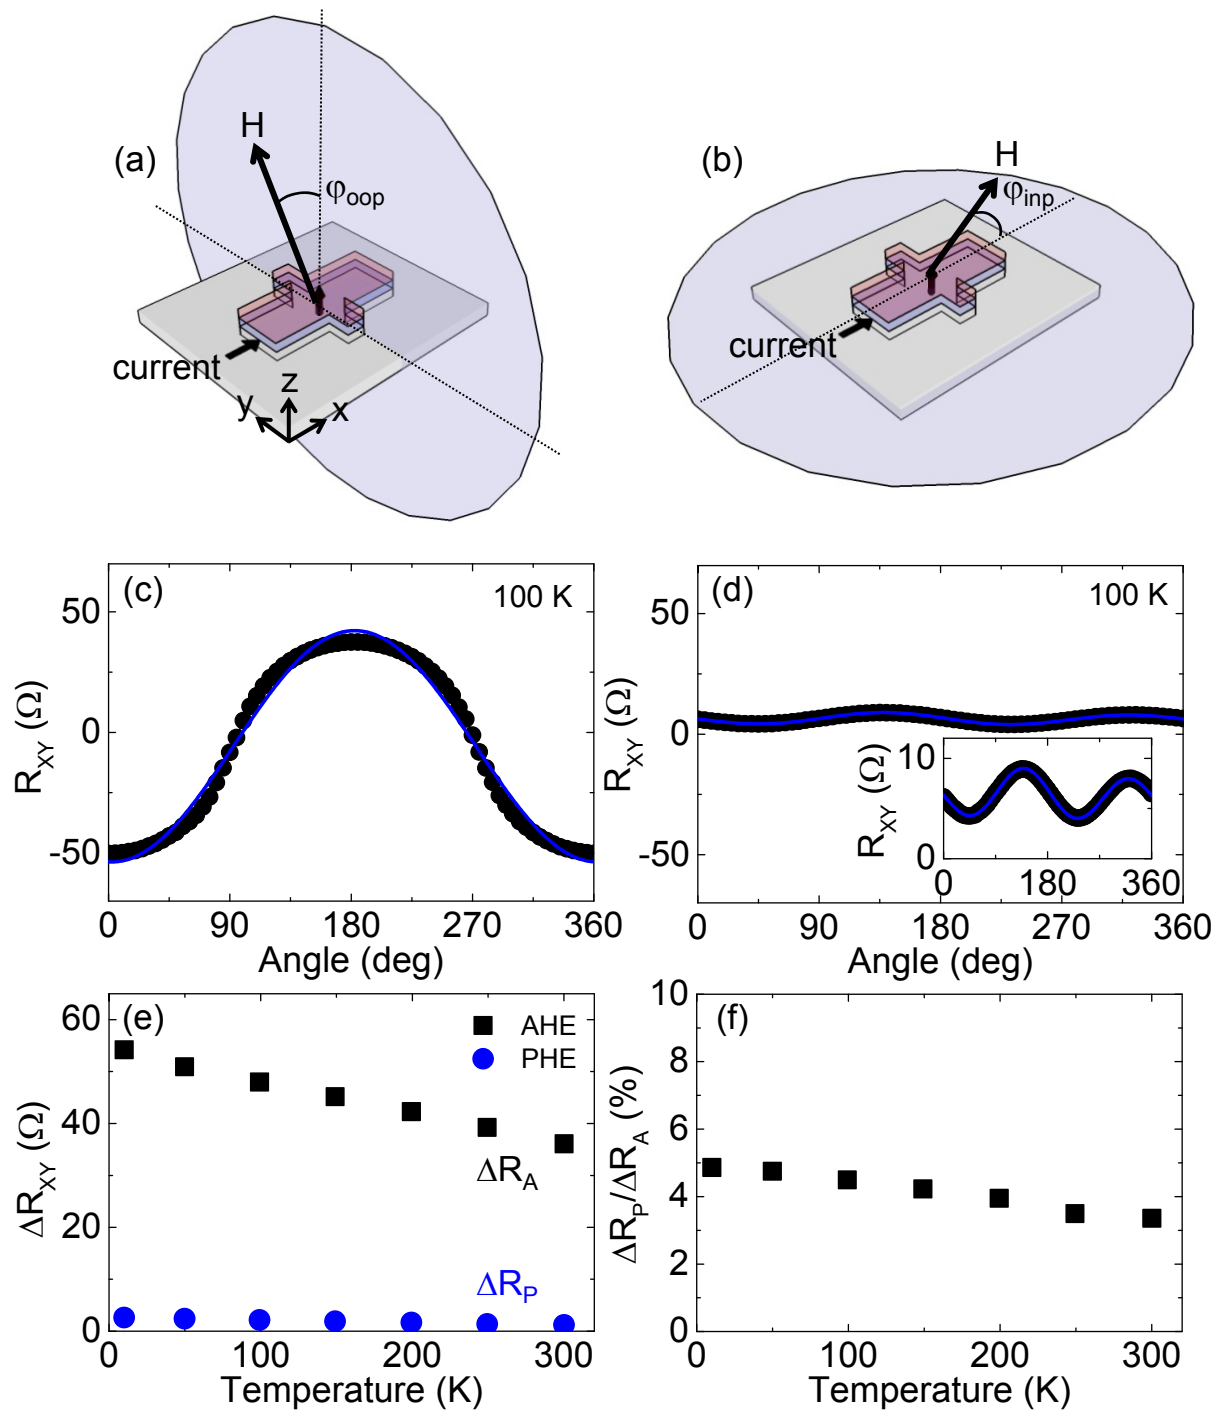 (a)
H
φoop
current
z
y
x
(b)
H
φinp
current
(c)
100 K
50
0
-50
RXY (Ω)
0 90 180 270 360
Angle (deg)
(d)
100 K
50
0
-50
RXY (Ω)
10
0
RXY (Ω)
0 180 360
0 90 180 270 360
Angle (deg)
(e)
AHE
PHE
60
40
20
0
ΔRXY (Ω)
ΔRA
ΔRP
0 100 200 300
Temperature (K)
(f)
10
8
6
4
2
0
ΔRP/ΔRA (%)
0 100 200 300
Temperature (K)